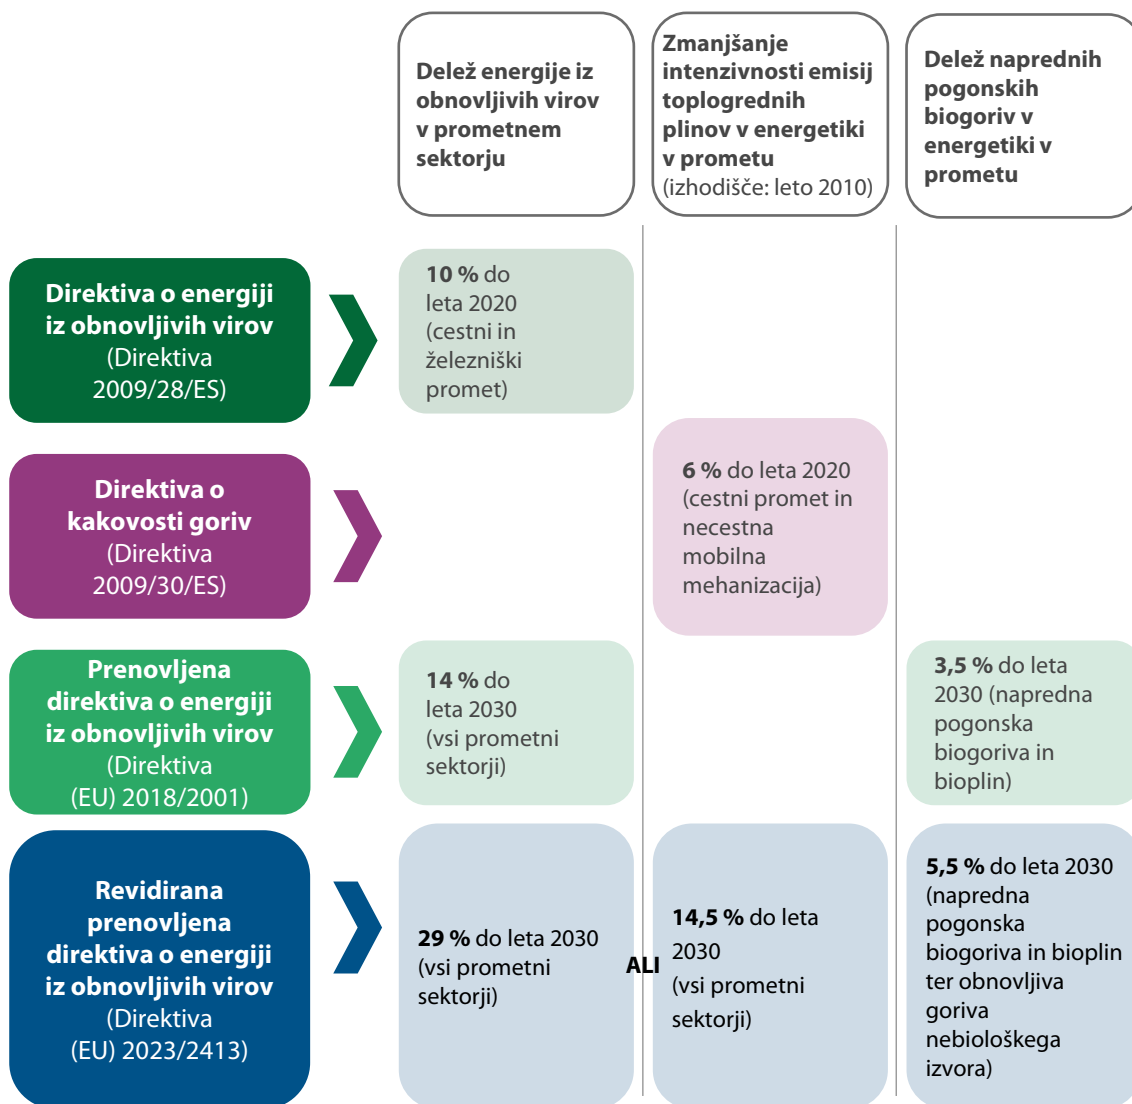 Delež energije iz
obnovljivih virov
v prometnem
sektorju
Zmanjšanje
intenzivnosti emisij
toplogrednih
plinov v energetiki
v prometu
(izhodišče: leto 2010)
Delež naprednih
pogonskih
biogoriv v
energetiki v
prometu
Direktiva o energiji
iz obnovljivih virov
(Direktiva
2009/28/ES)
10 % do
leta 2020
(cestni in
železniški
promet)
Direktiva o
kakovosti goriv
(Direktiva
2009/30/ES)
6 % do leta 2020
(cestni promet in
necestna
mobilna
mehanizacija)
Prenovljena
direktiva o energiji
iz obnovljivih virov
(Direktiva
(EU) 2018/2001)
14 % do
leta 2030
(vsi prometni
sektorji)
3,5 % do leta
2030 (napredna
pogonska
biogoriva in
bioplin)
Revidirana
prenovljena
direktiva o energiji
iz obnovljivih virov
(Direktiva
(EU) 2023/2413)
29 % do leta 2030
(vsi prometni
sektorji)
ALI
14,5 % do leta
2030
(vsi prometni
sektorji)
5,5 % do leta 2030
(napredna
pogonska
biogoriva in bioplin
ter obnovljiva
goriva
nebiološkega
izvora)